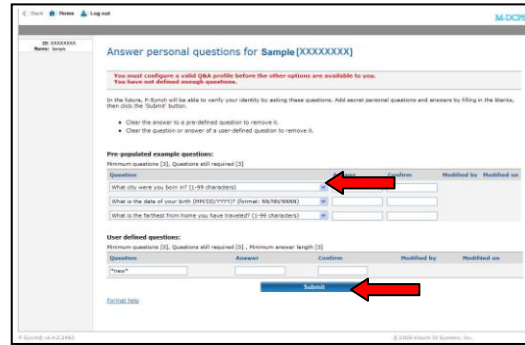 Back Home Log out
M-DCPS
ID: XXXXXXXX
Name: Sample
Answer personal questions for Sample [XXXXXXXX]
You must configure a valid Q&A profile before the other options are available to you.
You have not defined enough questions.
In the future, P-Synch will be able to verify your identity by asking these questions. Add secret personal questions and answers by filling in the blanks,
then click the 'Submit' button.
Clear the answer to a pre-defined question to remove it.
Clear the question or answer of a user-defined question to remove it.
Pre-populated example questions:
Minimum questions [3], Questions still required [3]
Question Answer Confirm Modified by Modified on
What city were you born in? (1-99 characters)
What is the date of your birth (MM/DD/YYYY)? (format: NN/NN/NNNN)
What is the farthest from home you have traveled? (1-99 characters)
User defined questions:
Minimum questions [0], Questions still required [0] , Minimum answer length [3]
Question Answer Confirm Modified by Modified on
*new*
Submit
Format help